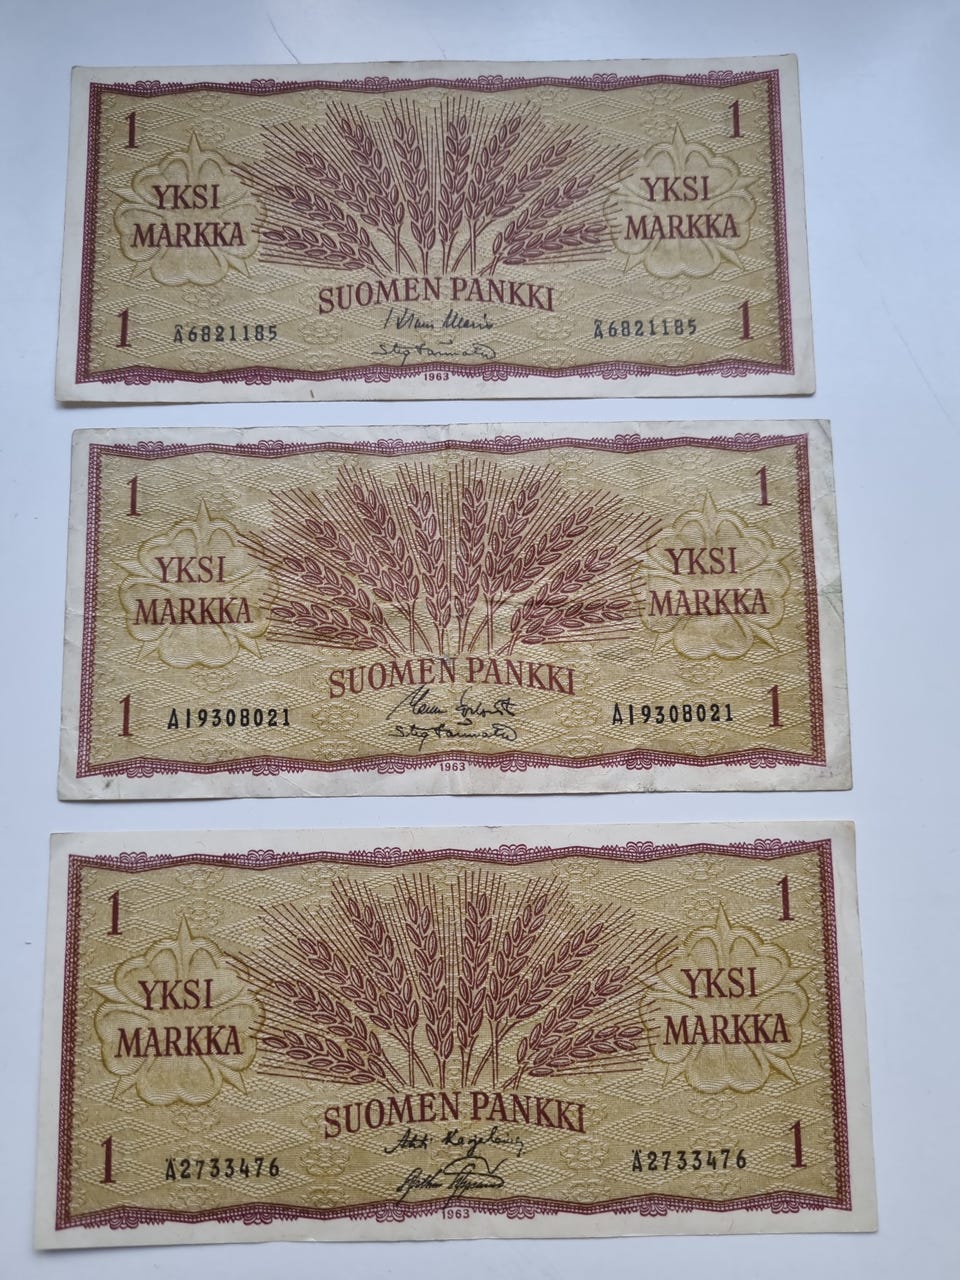 1 1
YKSI YKSI
MARKKA MARKKA
SUOMEN PANKKI
1 Ä6821185 Ä6821185 1
1963
1 1
YKSI YKSI
MARKKA MARKKA
SUOMEN PANKKI
1 A19308021 A19308021 1
1963
1 1
YKSI YKSI
MARKKA MARKKA
SUOMEN PANKKI
Ahti Karjalainen
1 Ä2733476 Ä2733476 1
1963